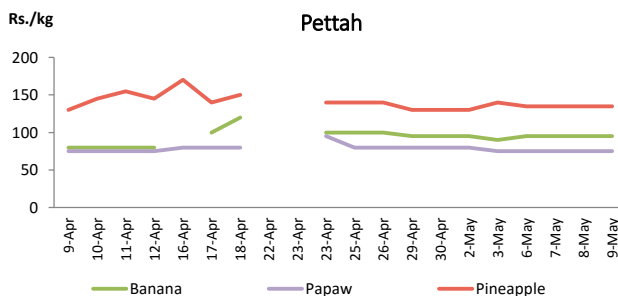 Rs./kg
Pettah
200
150
100
50
0
9-Apr
10-Apr
11-Apr
12-Apr
16-Apr
17-Apr
18-Apr
22-Apr
23-Apr
23-Apr
25-Apr
26-Apr
29-Apr
30-Apr
2-May
3-May
6-May
7-May
8-May
9-May
Banana Papaw Pineapple